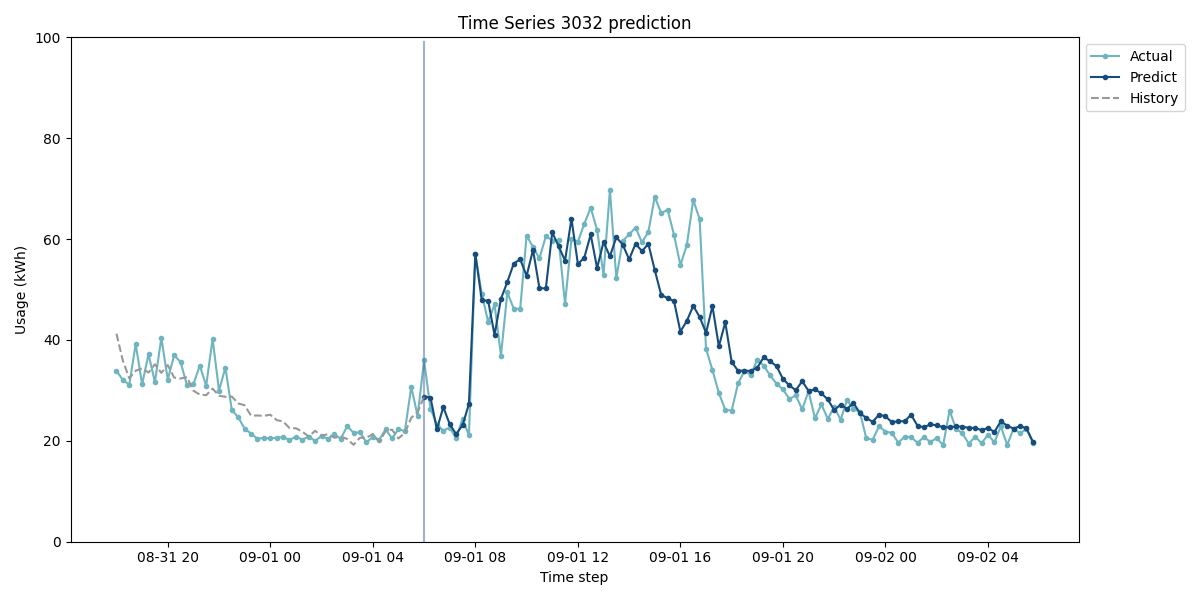 Time Series 3032 prediction
100
80
60
40
20
0
Usage (kWh)
08-31 20
09-01 00
09-01 04
09-01 08
09-01 12
09-01 16
09-01 20
09-02 00
09-02 04
Time step
Actual
Predict
History